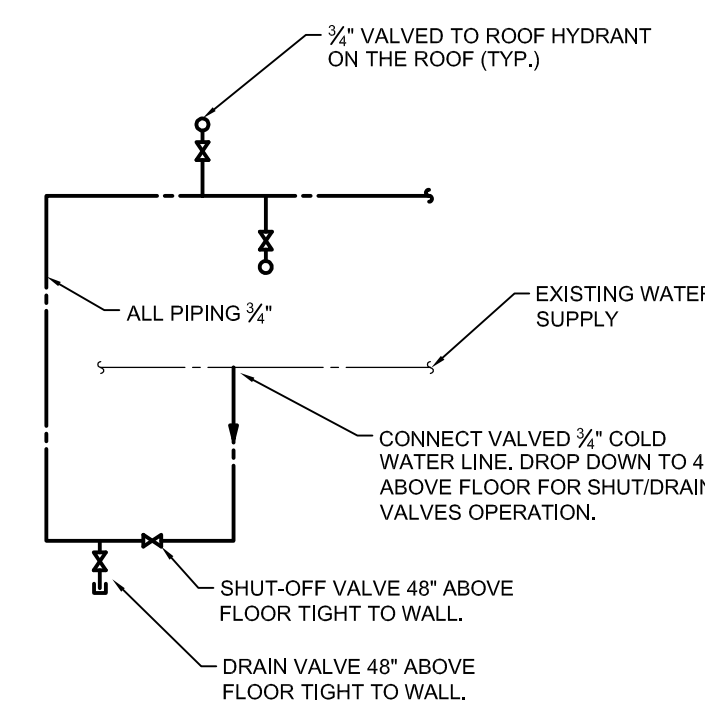 ¾" VALVED TO ROOF HYDRANT
ON THE ROOF (TYP.)
ALL PIPING ¾"
EXISTING WATER
SUPPLY
CONNECT VALVED ¾" COLD
WATER LINE. DROP DOWN TO 4
ABOVE FLOOR FOR SHUT/DRAIN
VALVES OPERATION.
SHUT-OFF VALVE 48" ABOVE
FLOOR TIGHT TO WALL.
DRAIN VALVE 48" ABOVE
FLOOR TIGHT TO WALL.